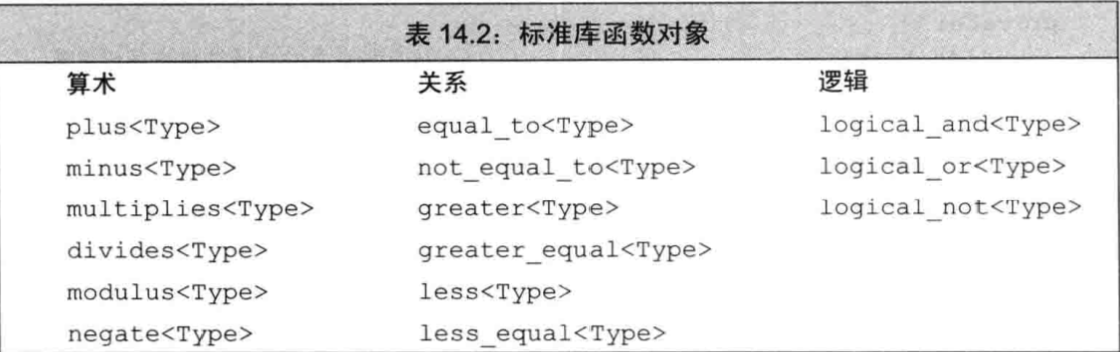 表 14.2：标准库函数对象
算术 关系 逻辑
plus<Type> equal_to<Type> logical_and<Type>
minus<Type> not_equal_to<Type> logical_or<Type>
multiplies<Type> greater<Type> logical_not<Type>
divides<Type> greater_equal<Type>
modulus<Type> less<Type>
negate<Type> less_equal<Type>